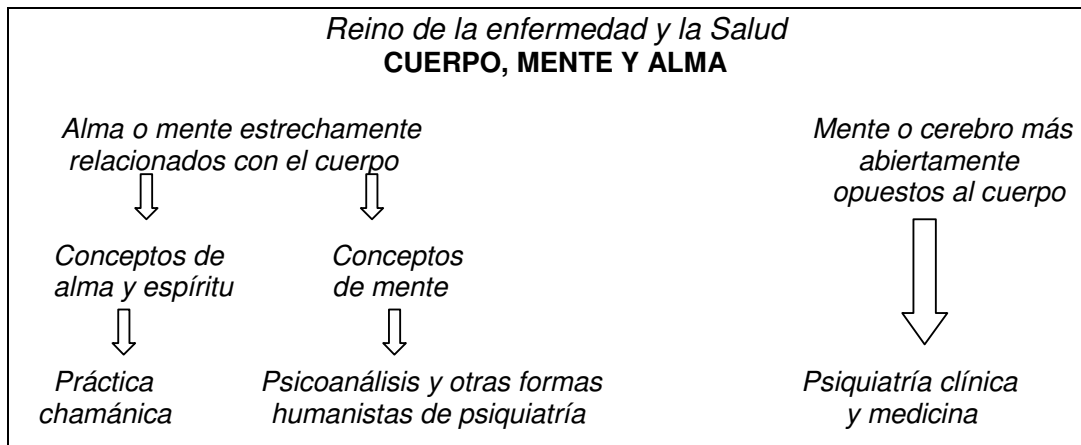 Reino de la enfermedad y la Salud
CUERPO, MENTE Y ALMA
Alma o mente estrechamente
relacionados con el cuerpo
Mente o cerebro más
abiertamente
opuestos al cuerpo
Conceptos de
alma y espíritu
Conceptos
de mente
Práctica
chamánica
Psicoanálisis y otras formas
humanistas de psiquiatría
Psiquiatría clínica
y medicina